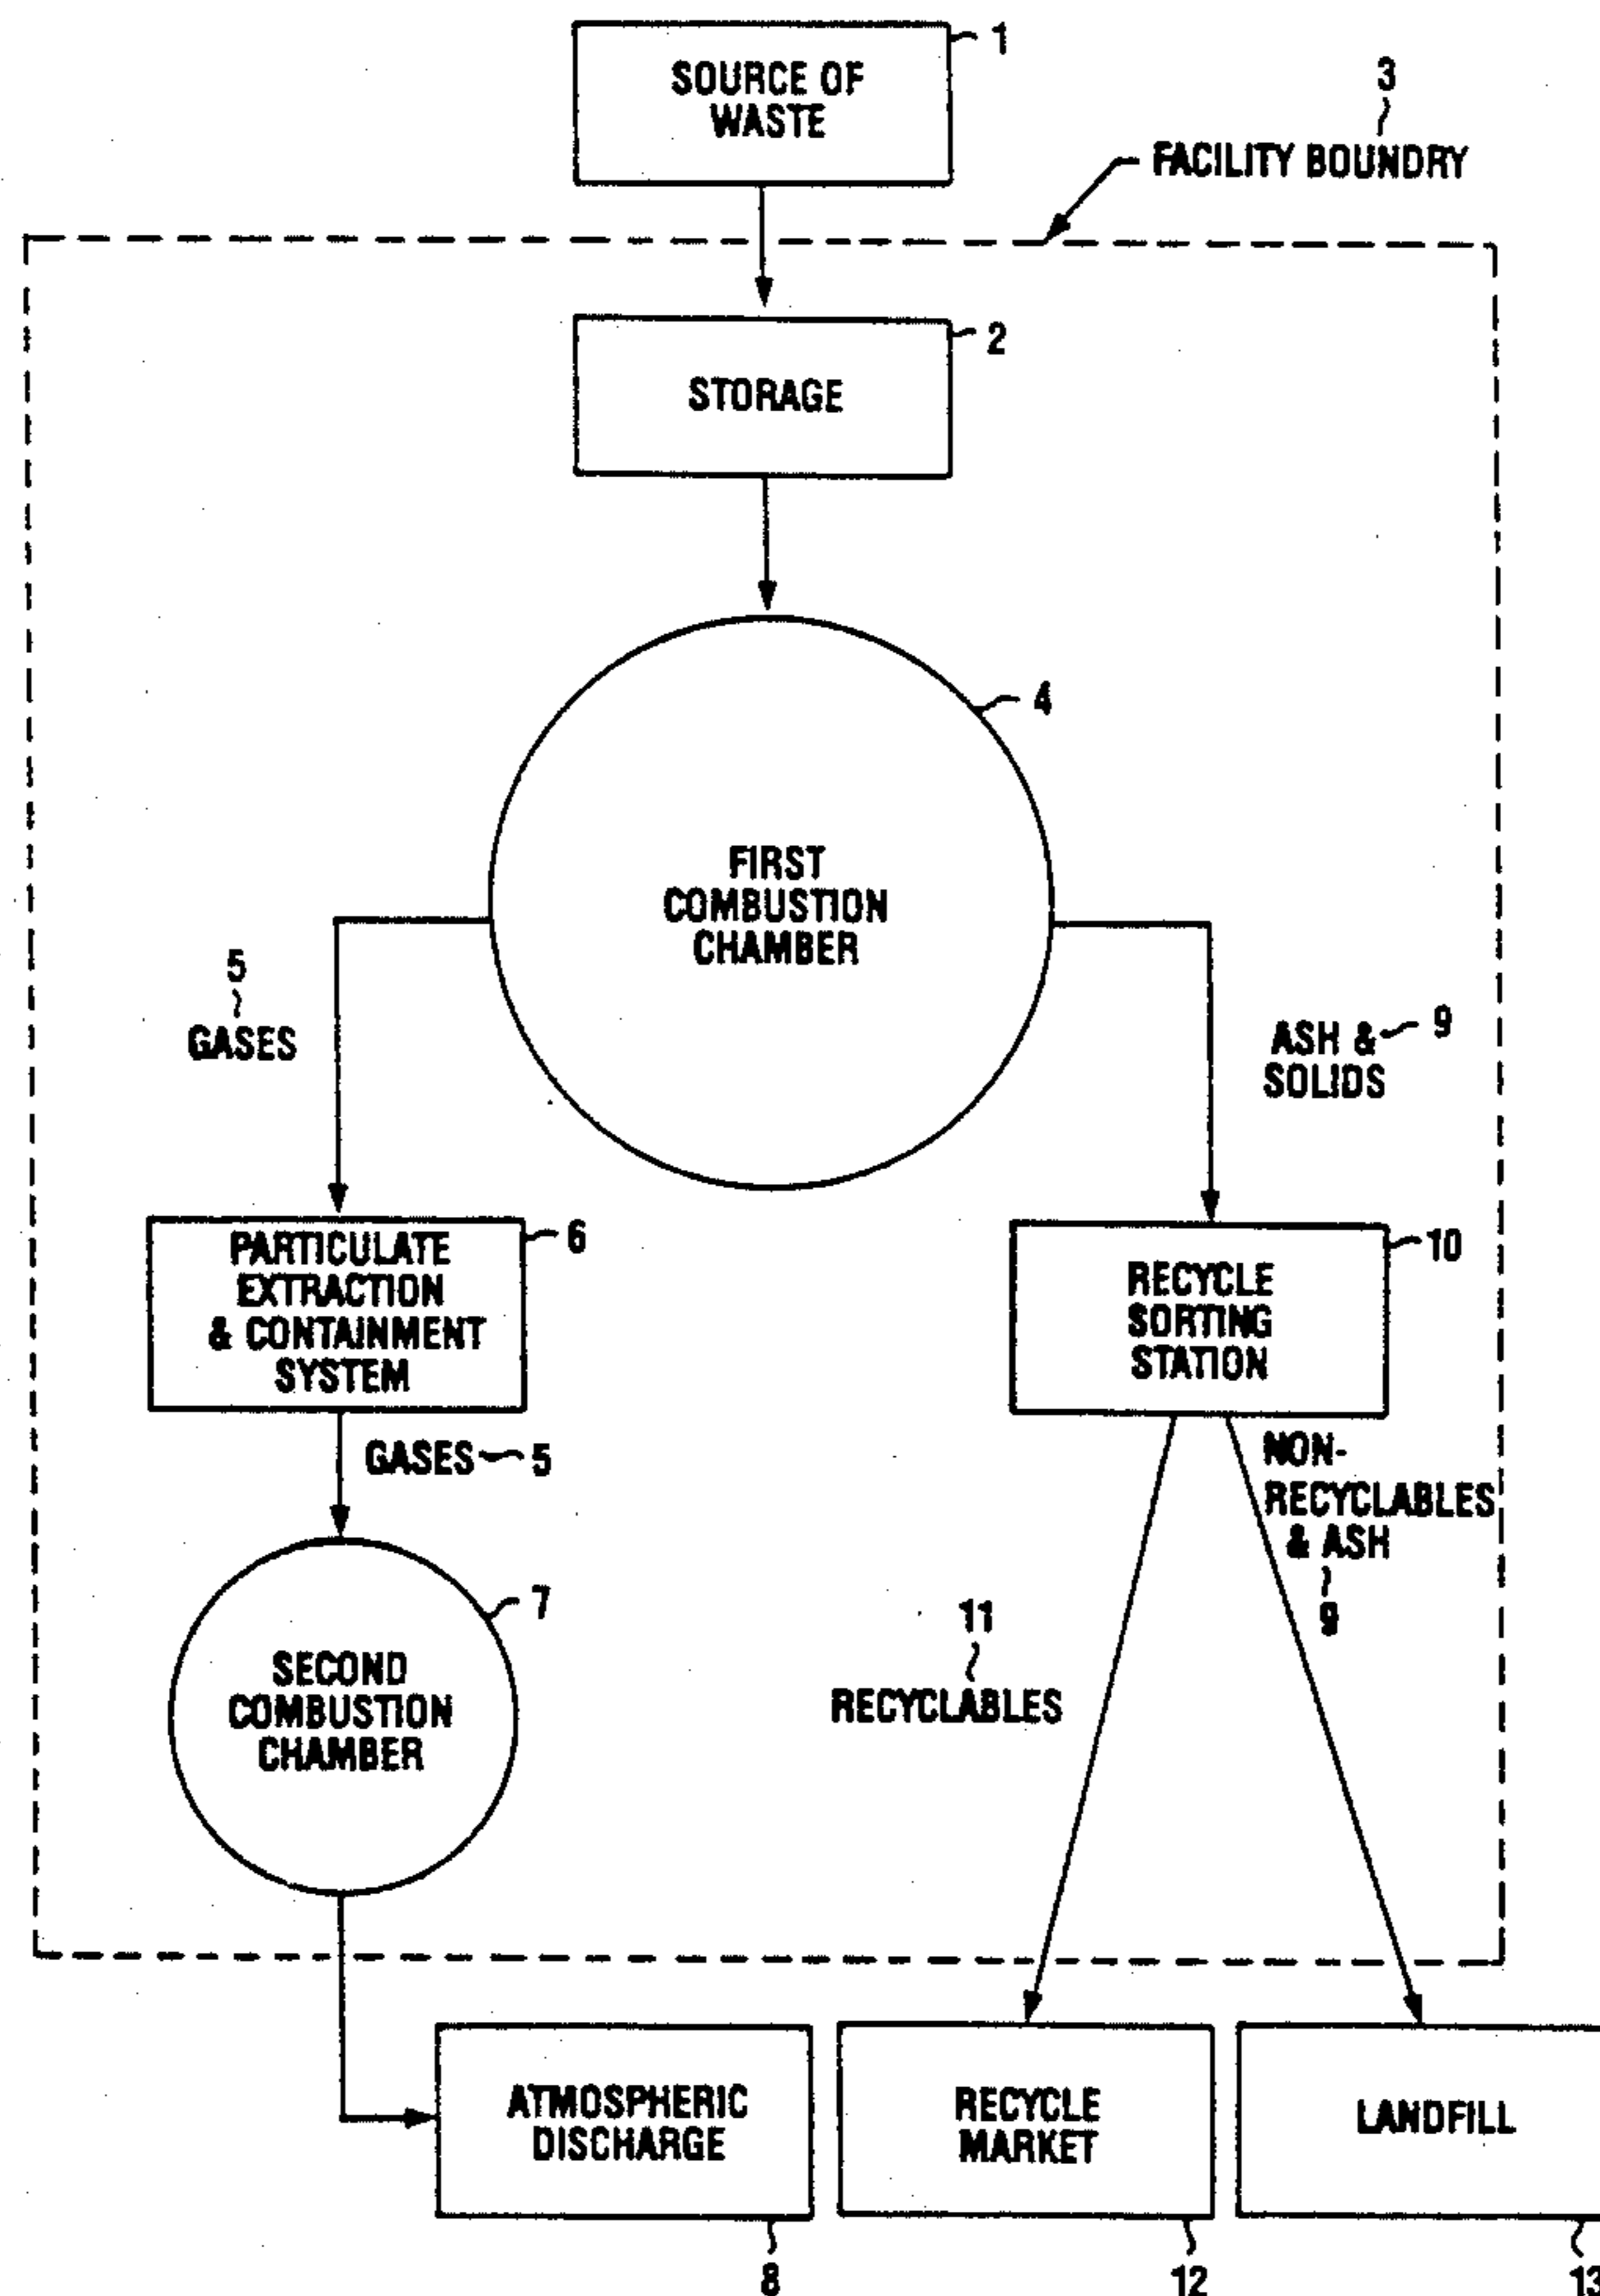 1
SOURCE OF
WASTE
3
FACILITY BOUNDRY
2
STORAGE
4
FIRST
COMBUSTION
CHAMBER
5
GASES
ASH & 9
SOLIDS
6
PARTICULATE
EXTRACTION
& CONTAINMENT
SYSTEM
10
RECYCLE
SORTING
STATION
GASES 5
NON-
RECYCLABLES
& ASH
9
7
SECOND
COMBUSTION
CHAMBER
11
RECYCLABLES
ATMOSPHERIC
DISCHARGE
RECYCLE
MARKET
LANDFILL
8
12
13